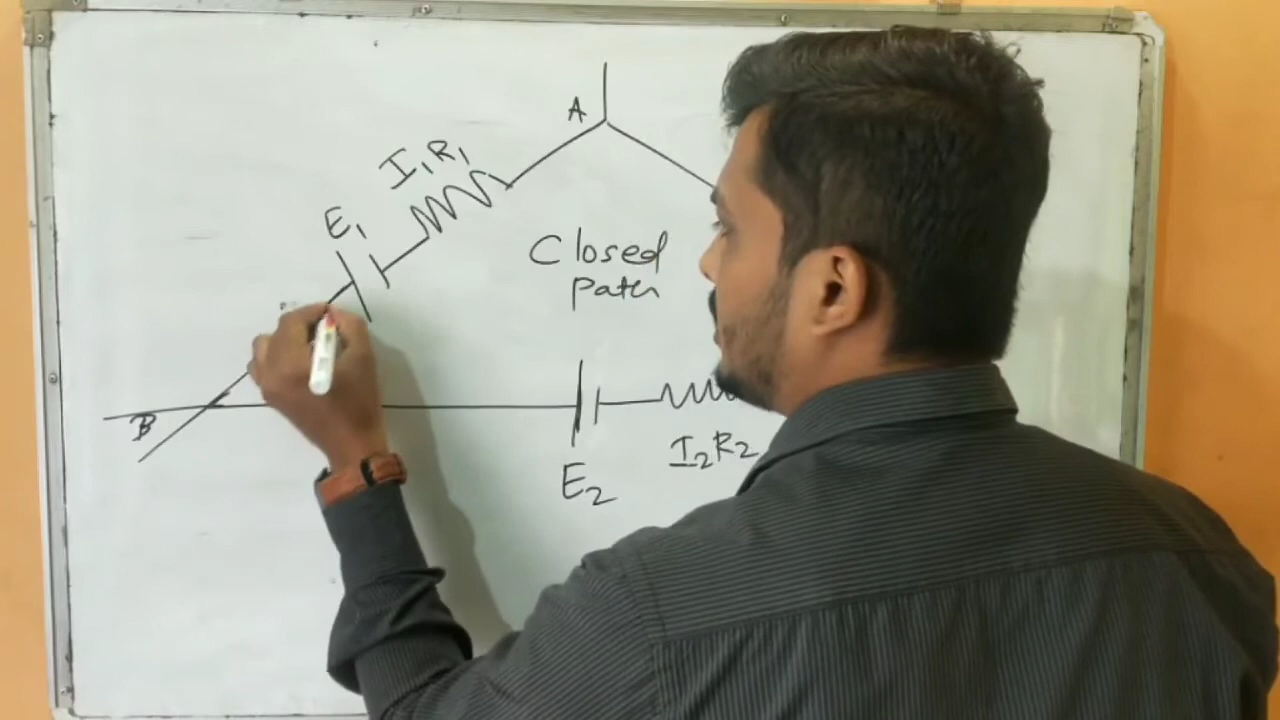 A
I₁R₁
E₁
Closed
Path
B
I₂R₂
E₂